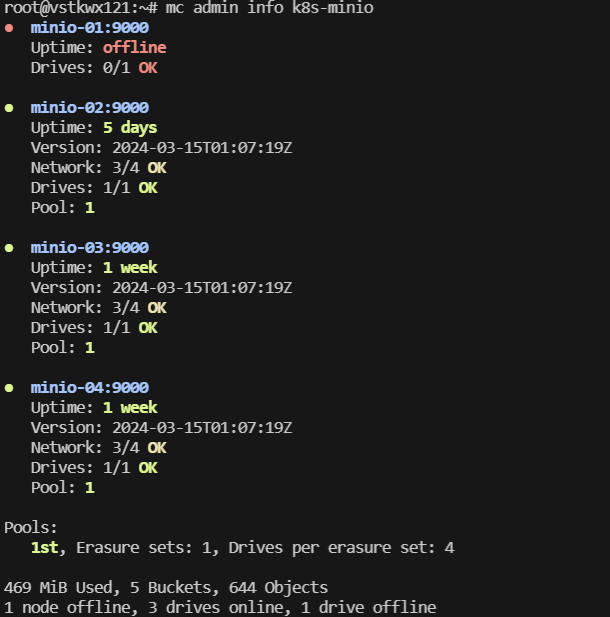 root@vstkwx121:~# mc admin info k8s-minio
● minio-01:9000
Uptime: offline
Drives: 0/1 OK
● minio-02:9000
Uptime: 5 days
Version: 2024-03-15T01:07:19Z
Network: 3/4 OK
Drives: 1/1 OK
Pool: 1
● minio-03:9000
Uptime: 1 week
Version: 2024-03-15T01:07:19Z
Network: 3/4 OK
Drives: 1/1 OK
Pool: 1
● minio-04:9000
Uptime: 1 week
Version: 2024-03-15T01:07:19Z
Network: 3/4 OK
Drives: 1/1 OK
Pool: 1
Pools:
1st, Erasure sets: 1, Drives per erasure set: 4
469 MiB Used, 5 Buckets, 644 Objects
1 node offline, 3 drives online, 1 drive offline